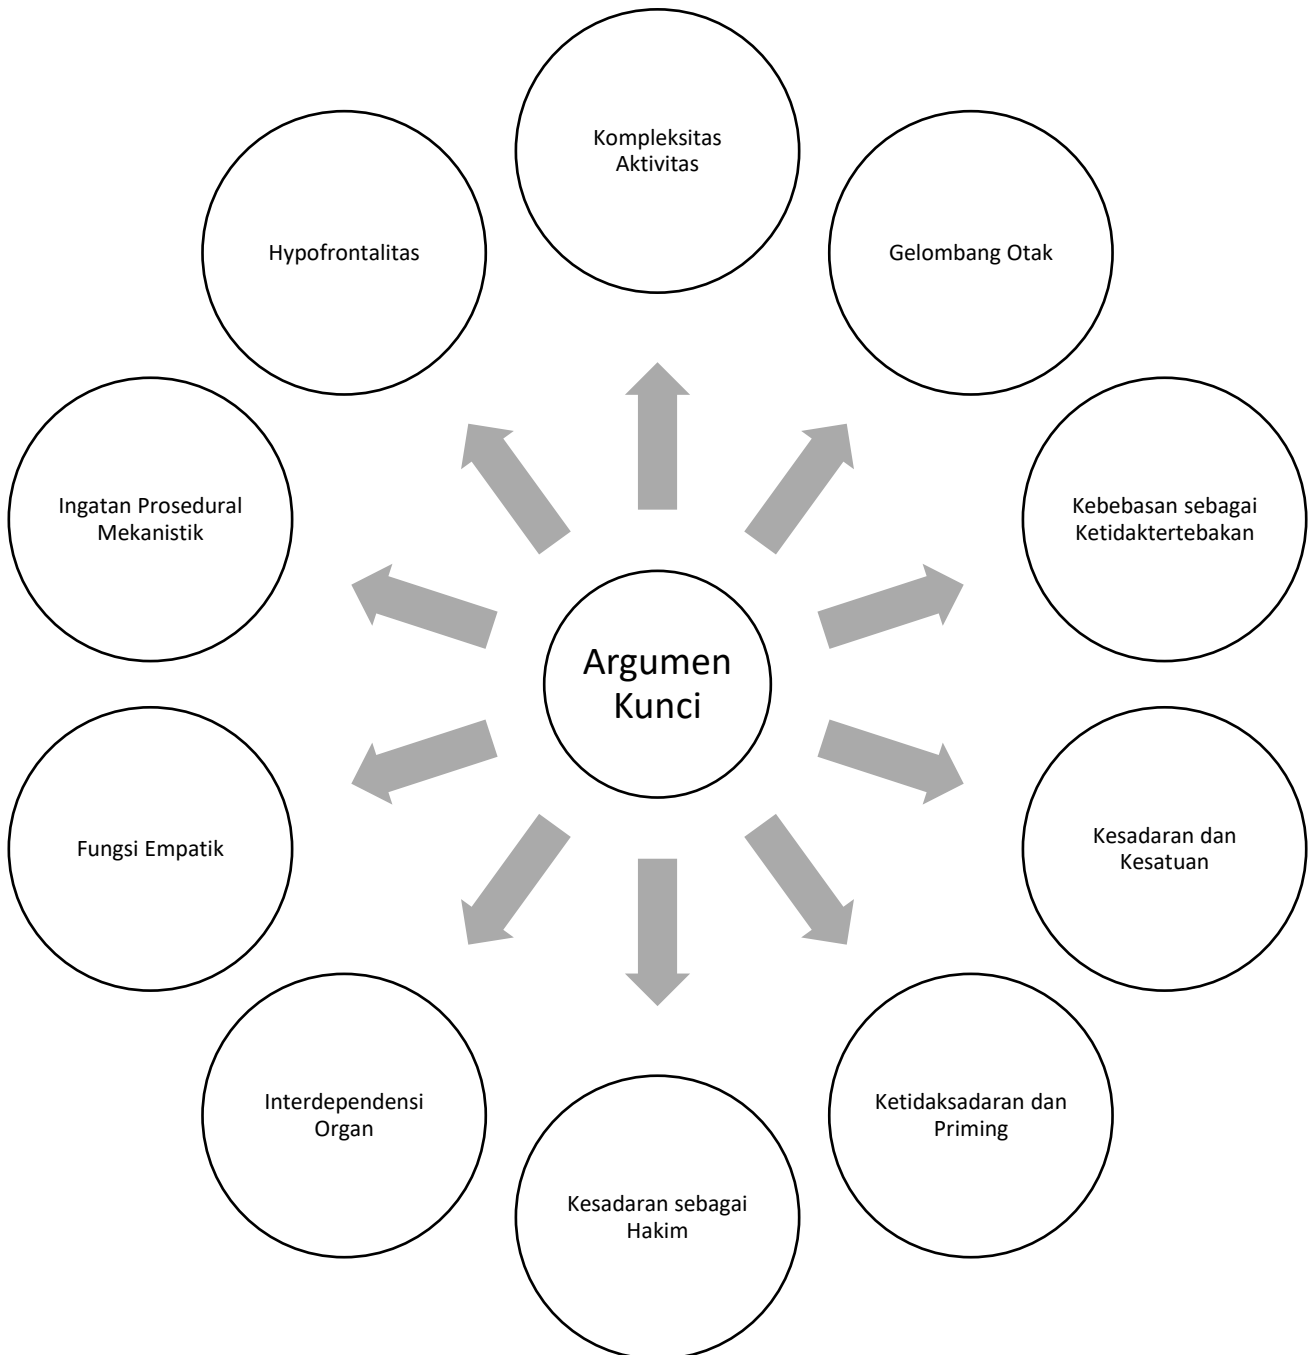 Kompleksitas
Aktivitas
Gelombang Otak
Kebebasan sebagai
Ketidaktertebakan
Kesadaran dan
Kesatuan
Ketidaksadaran dan
Priming
Kesadaran sebagai
Hakim
Interdependensi
Organ
Fungsi Empatik
Ingatan Prosedural
Mekanistik
Hypofrontalitas
Argumen
Kunci